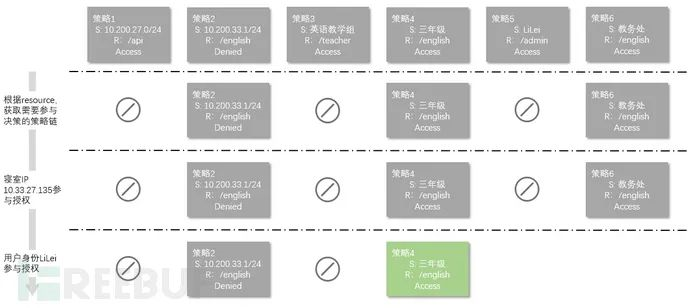 策略1
S: 10.200.27.0/24
R: /api
Access
策略2
S: 10.200.33.1/24
R: /english
Denied
策略3
S: 英语教学组
R: /teacher
Access
策略4
S: 三年级
R: /english
Access
策略5
S: LiLei
R: /admin
Access
策略6
S: 教务处
R: /english
Access
根据resource,
获取需要参与
决策的策略链
策略2
S: 10.200.33.1/24
R: /english
Denied
策略4
S: 三年级
R: /english
Access
策略6
S: 教务处
R: /english
Access
寝室IP
10.33.27.135参
与授权
策略2
S: 10.200.33.1/24
R: /english
Denied
策略4
S: 三年级
R: /english
Access
策略6
S: 教务处
R: /english
Access
用户身份LiLei
参与授权
策略2
S: 10.200.33.1/24
R: /english
Denied
策略4
S: 三年级
R: /english
Access
FREEBUF